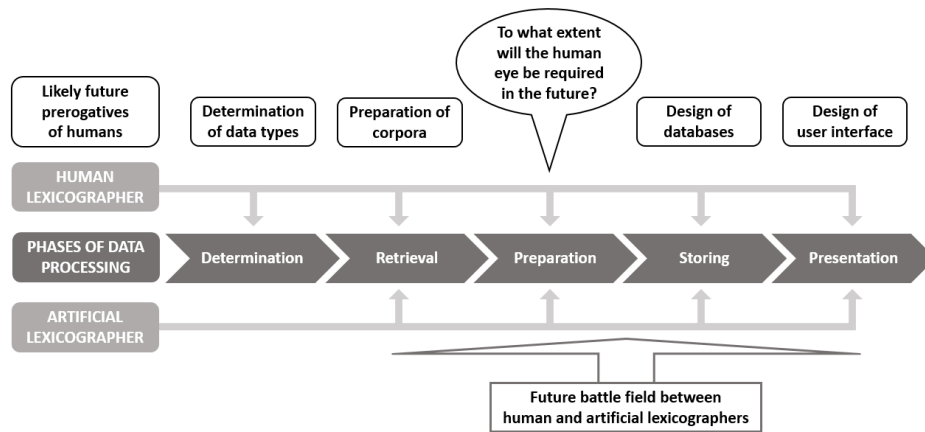 To what extent
will the human
eye be required
in the future?
Likely future
prerogatives
of humans
Determination
of data types
Preparation of
corpora
Design of
databases
Design of
user interface
HUMAN
LEXICOGRAPHER
PHASES OF DATA
PROCESSING
Determination
Retrieval
Preparation
Storing
Presentation
ARTIFICIAL
LEXICOGRAPHER
Future battle field between
human and artificial lexicographers